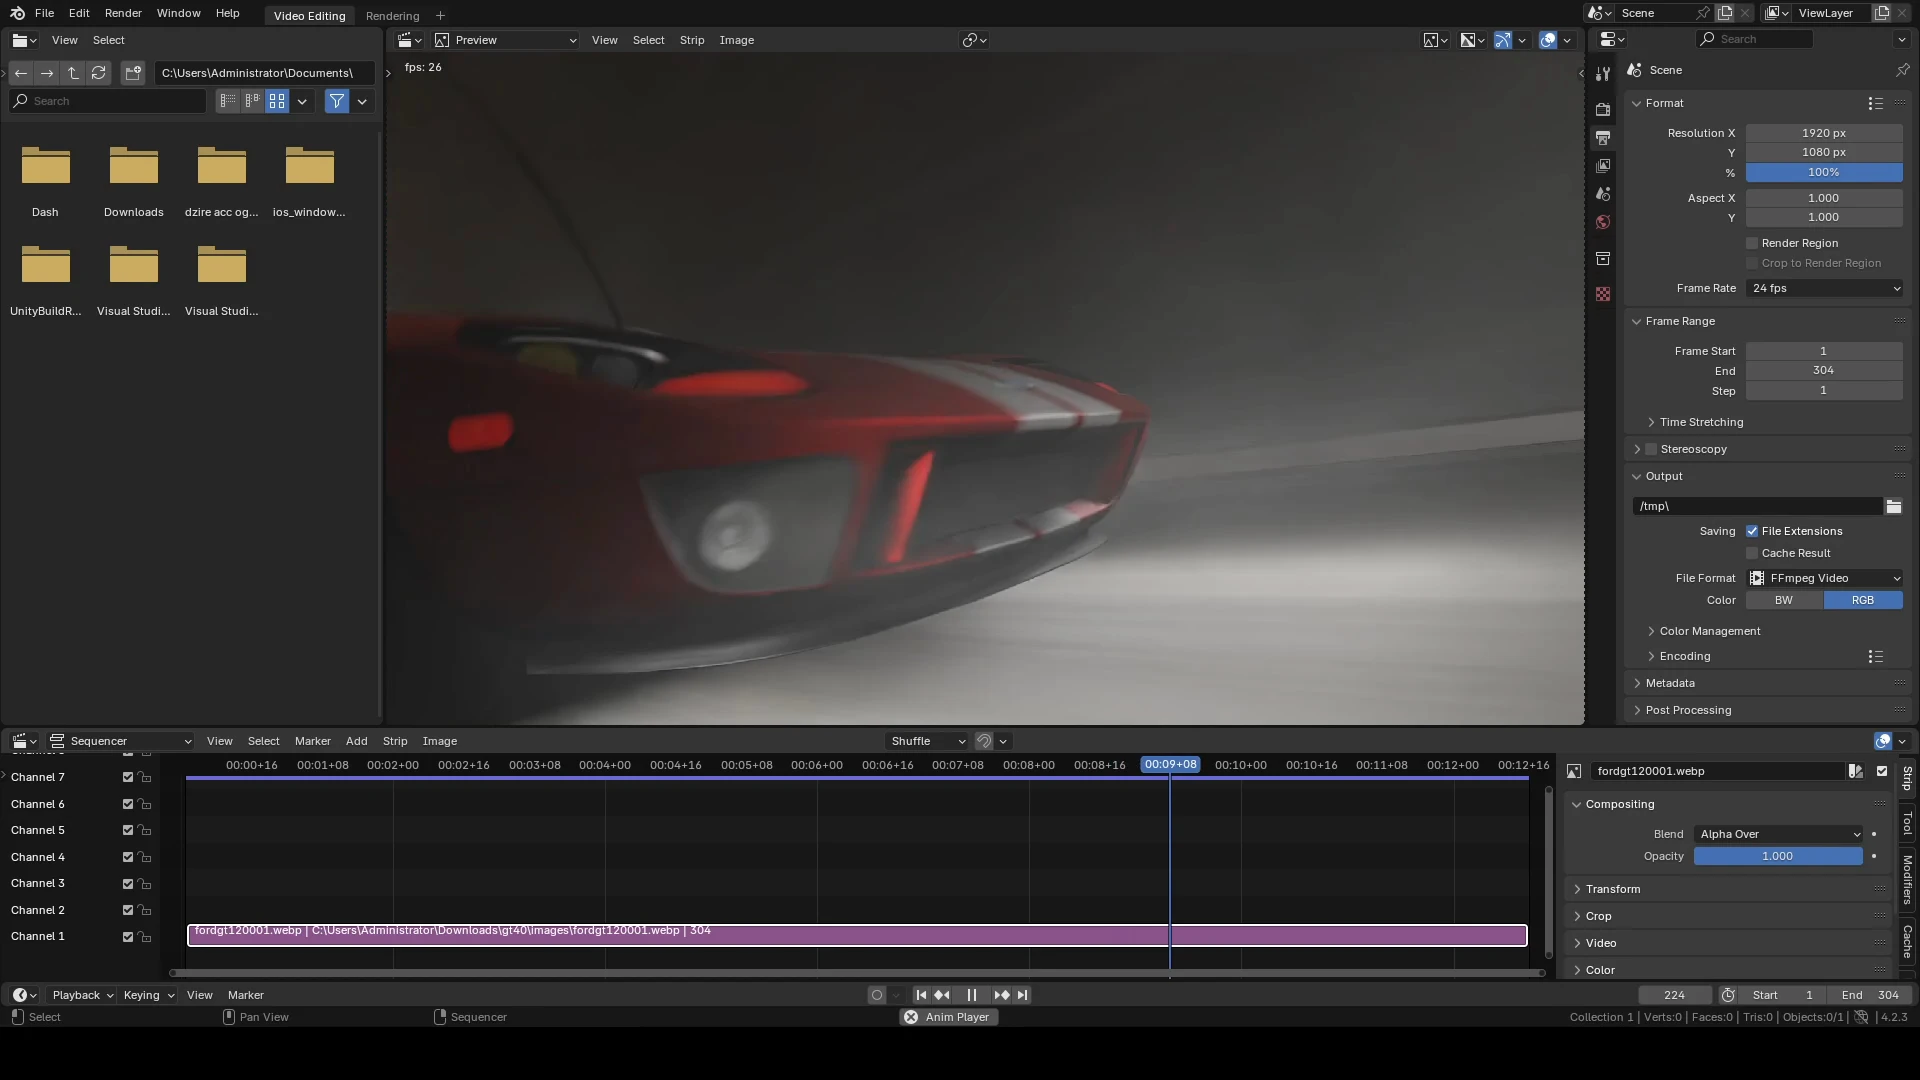 File Edit Render Window Help Video Editing Rendering + Scene ViewLayer
View Select
Preview View Select Strip Image
Search
C:\Users\Administrator\Documents\
Search
fps: 26
Dash Downloads dzire acc og... ios_window...
UnityBuildR... Visual Studi... Visual Studi...
Scene
Format
Resolution X 1920 px
Y 1080 px
% 100%
Aspect X 1.000
Y 1.000
Render Region
Crop to Render Region
Frame Rate 24 fps
Frame Range
Frame Start 1
End 304
Step 1
Time Stretching
Stereoscopy
Output
/tmp\
Saving File Extensions
Cache Result
File Format FFmpeg Video
Color BW RGB
Color Management
Encoding
Metadata
Post Processing
Sequencer View Select Marker Add Strip Image Shuffle
00:00+16 00:01+08 00:02+00 00:02+16 00:03+08 00:04+00 00:04+16 00:05+08 00:06+00 00:06+16 00:07+08 00:08+00 00:08+16 00:09+08 00:10+00 00:10+16 00:11+08 00:12+00 00:12+16
Channel 7
Channel 6
Channel 5
Channel 4
Channel 3
Channel 2
Channel 1
fordgt120001.webp | C:\Users\Administrator\Downloads\gt40\images\fordgt120001.webp | 304
fordgt120001.webp
Compositing
Blend Alpha Over
Opacity 1.000
Transform
Crop
Video
Color
Strip
Tool
Modifiers
Cache
Playback Keying View Marker 224 Start 1 End 304
Select Pan View Sequencer Anim Player Collection 1 | Verts:0 | Faces:0 | Tris:0 | Objects:0/1 | 4.2.3